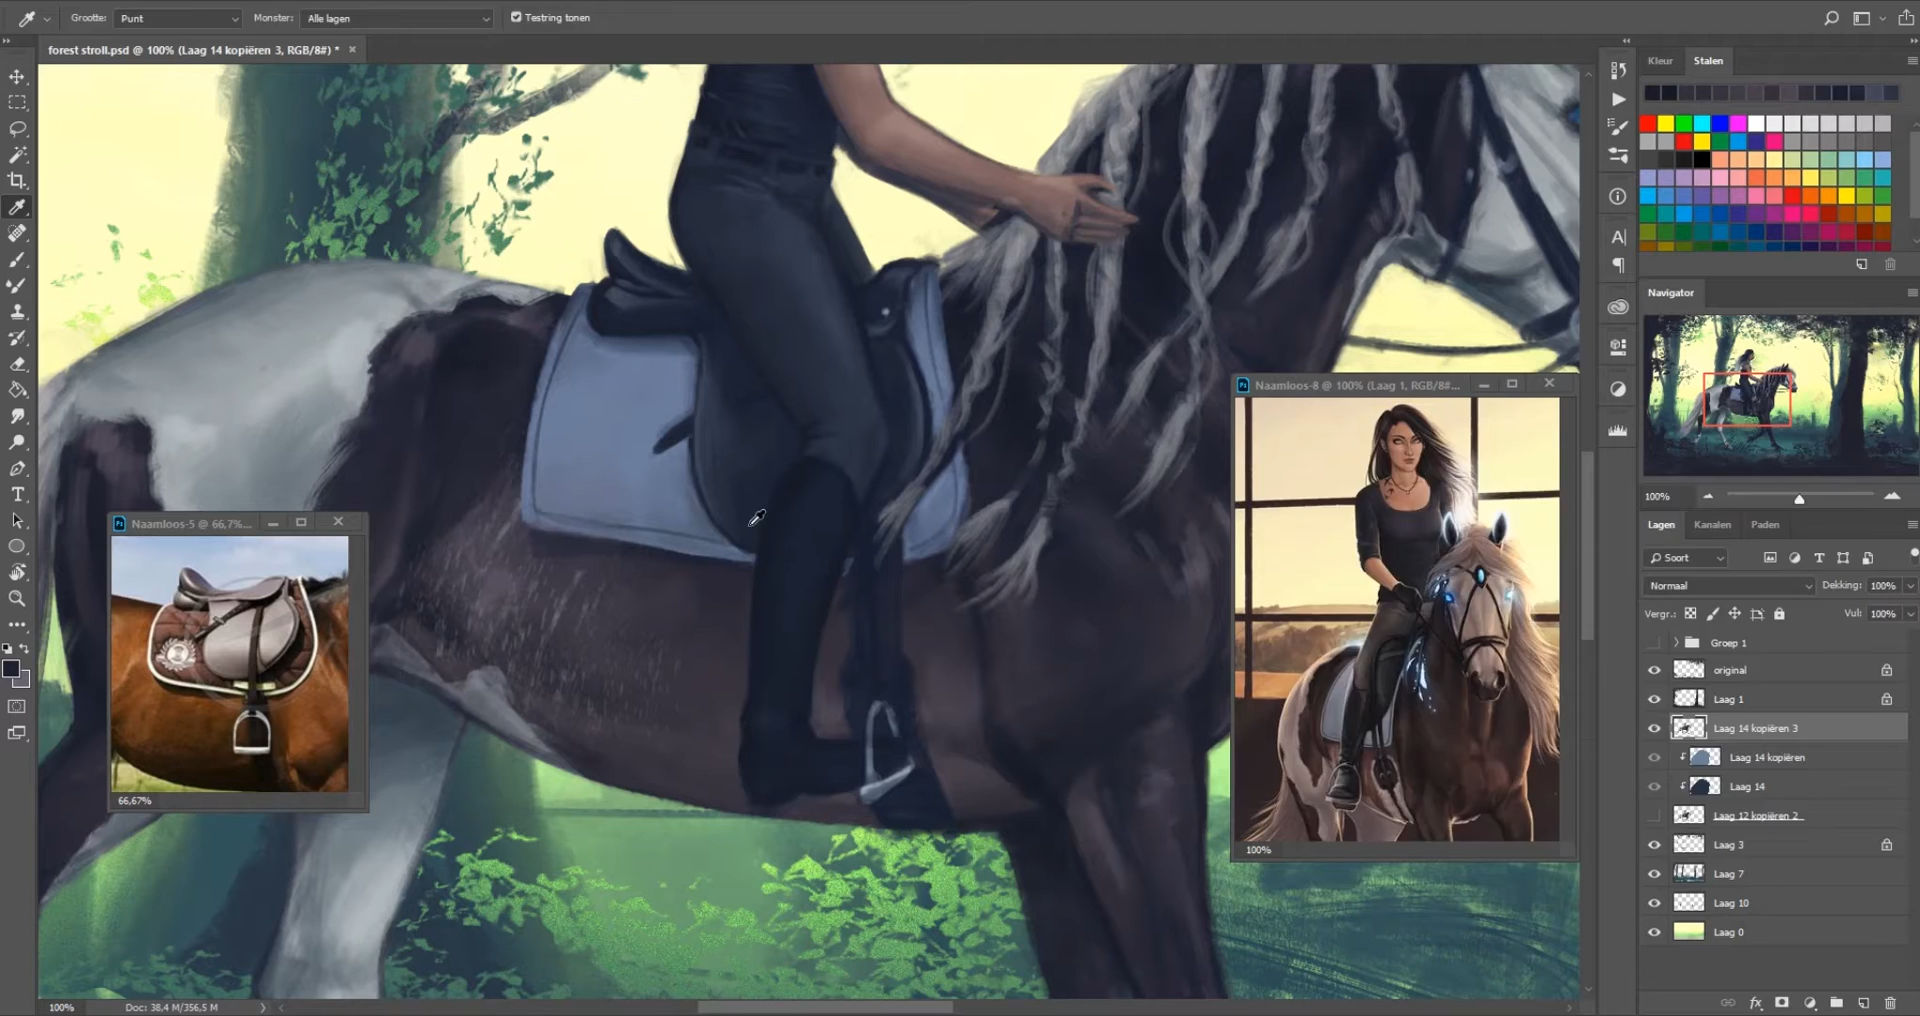 Grootte: Punt Monster: Alle lagen Testring tonen
forest stroll.psd @ 100% (Laag 14 kopiëren 3, RGB/8#) *
Kleur Stalen
Navigator
100%
Lagen Kanalen Paden
Soort
Normaal Dekking: 100%
Vergr.: Vul: 100%
Groep 1
original
Laag 1
Laag 14 kopiëren 3
Laag 14 kopiëren
Laag 14
Laag 12 kopiëren 2
Laag 3
Laag 7
Laag 10
Laag 0
Naamloos-8 @ 100% (Laag 1, RGB/8#...
100%
Naamloos-5 @ 66,7%...
66,67%
100% Doc: 38,4 M/356,5 M